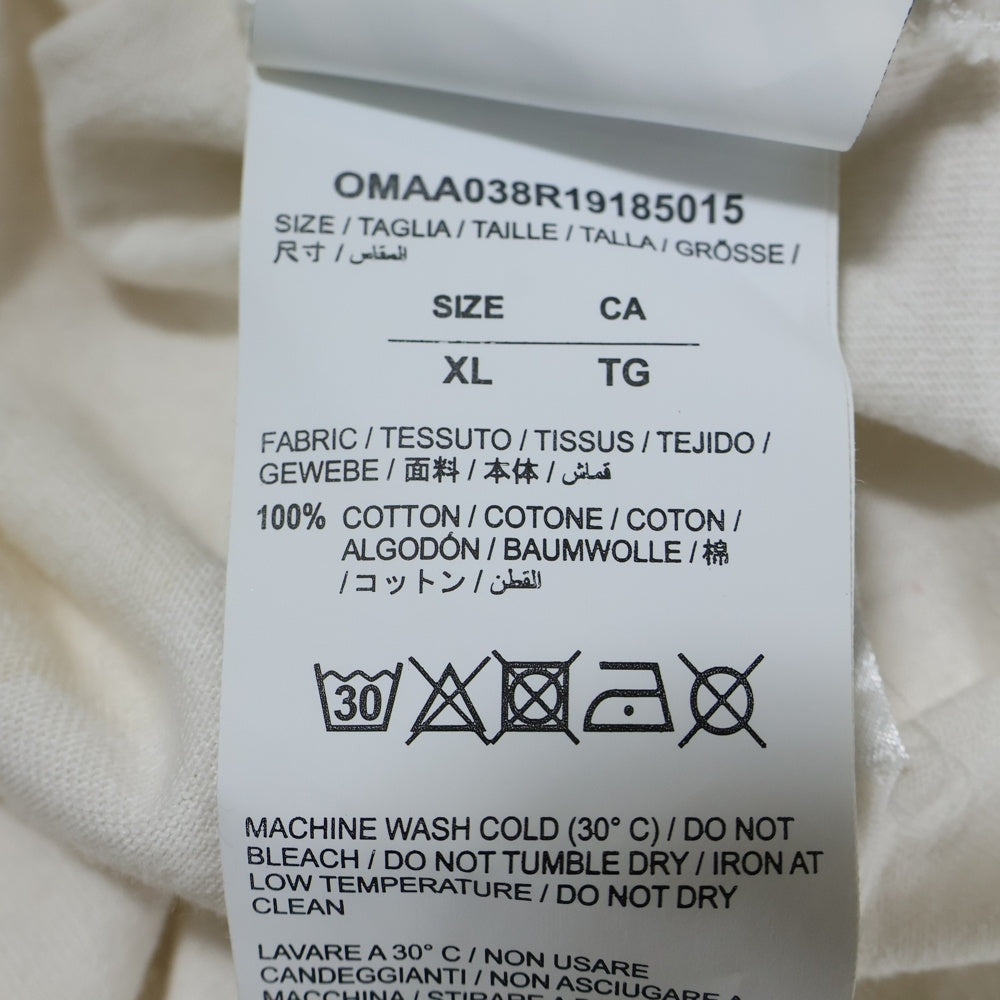 OMAA038R19185015
SIZE / TAGLIA / TAILLE / TALLA / GRÖSSE /
尺寸 / المقاس
SIZE CA
XL TG
FABRIC / TESSUTO / TISSUS / TEJIDO /
GEWEBE / 面料 / 本体 / قماش
100% COTTON / COTONE / COTON /
ALGODÓN / BAUMWOLLE / 棉
/ コットン / القطن
30
MACHINE WASH COLD (30° C) / DO NOT
BLEACH / DO NOT TUMBLE DRY / IRON AT
LOW TEMPERATURE / DO NOT DRY
CLEAN
LAVARE A 30° C / NON USARE
CANDEGGIANTI / NON ASCIUGARE A
MACCHINA / STIRARE A